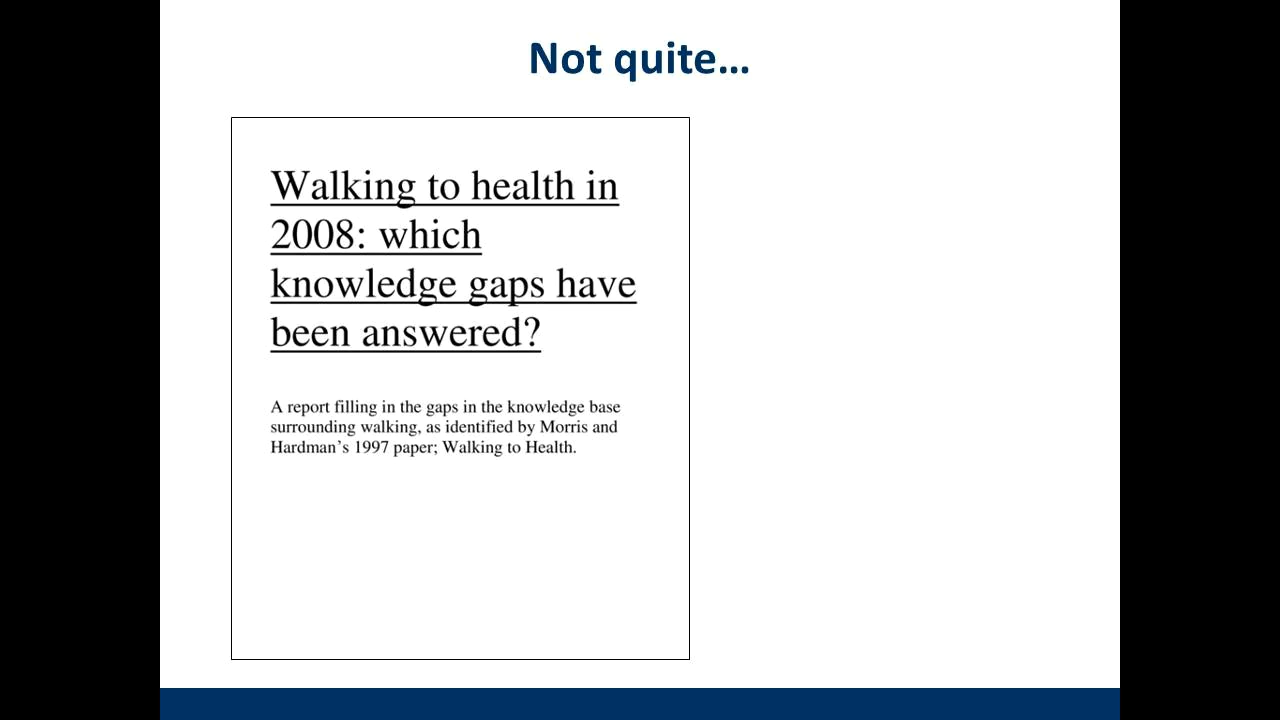 Not quite…
Walking to health in
2008: which
knowledge gaps have
been answered?
A report filling in the gaps in the knowledge base
surrounding walking, as identified by Morris and
Hardman’s 1997 paper; Walking to Health.